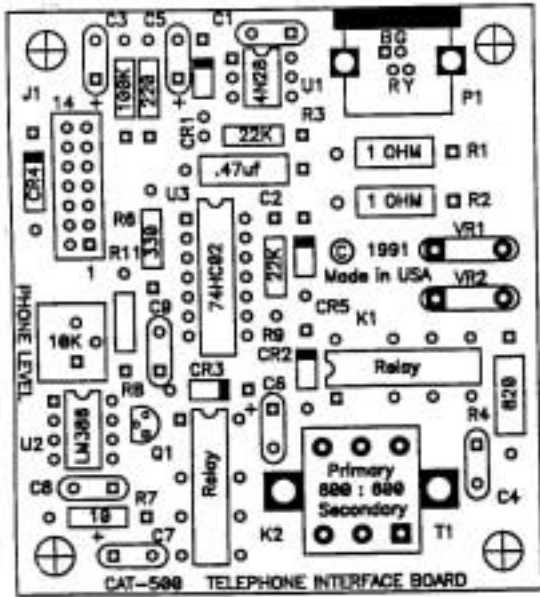 C3
C5
C1
BG
RY
P1
J1
14
100K
220
4N28
U1
CR1
R3
22K
1 OHM
R1
.47uf
CR4
U3
C2
1 OHM
R2
R6
330
74HC02
© 1991
VR1
R11
1
22K
Made in USA
VR2
PHONE LEVEL
10K
C9
R9
CR5
K1
CR2
Relay
R8
CR3
C6
820
R4
U2
LM386
Q1
Relay
Primary
600 : 600
Secondary
C8
R7
10
K2
T1
C4
C7
CAT-500 TELEPHONE INTERFACE BOARD